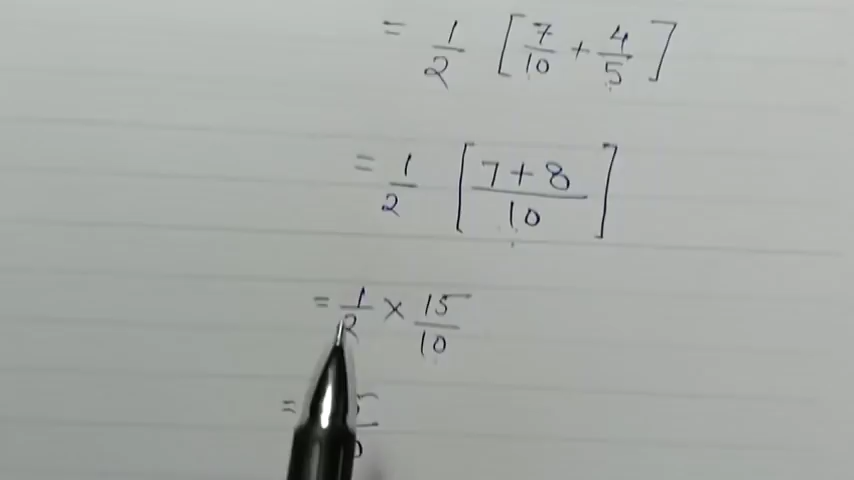 = 1/2 [7/10 + 4/5]
= 1/2 [(7+8)/10]
= 1/2 × 15/10
=